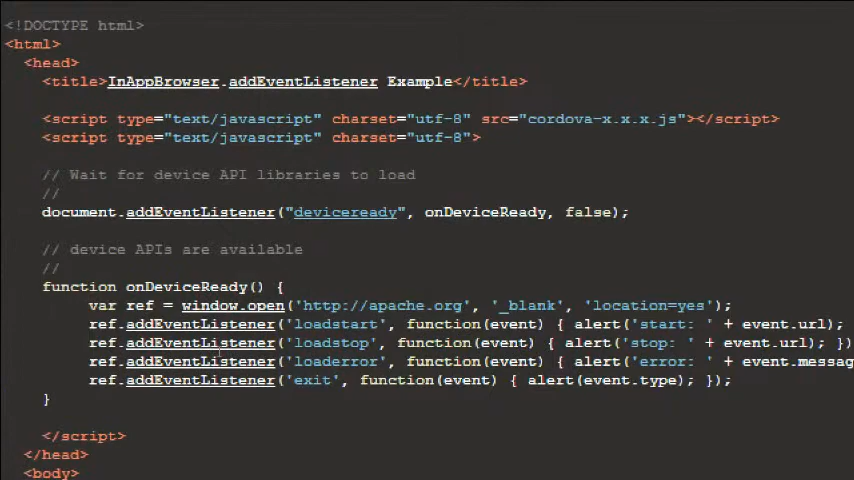 <!DOCTYPE html>
<html>
<head>
<title>InAppBrowser.addEventListener Example</title>
<script type="text/javascript" charset="utf-8" src="cordova-x.x.x.js"></script>
<script type="text/javascript" charset="utf-8">
// Wait for device API libraries to load
//
document.addEventListener("deviceready", onDeviceReady, false);
// device APIs are available
//
function onDeviceReady() {
var ref = window.open('http://apache.org', '_blank', 'location=yes');
ref.addEventListener('loadstart', function(event) { alert('start: ' + event.url);
ref.addEventListener('loadstop', function(event) { alert('stop: ' + event.url); })
ref.addEventListener('loaderror', function(event) { alert('error: ' + event.messag
ref.addEventListener('exit', function(event) { alert(event.type); });
}
</script>
</head>
<body>